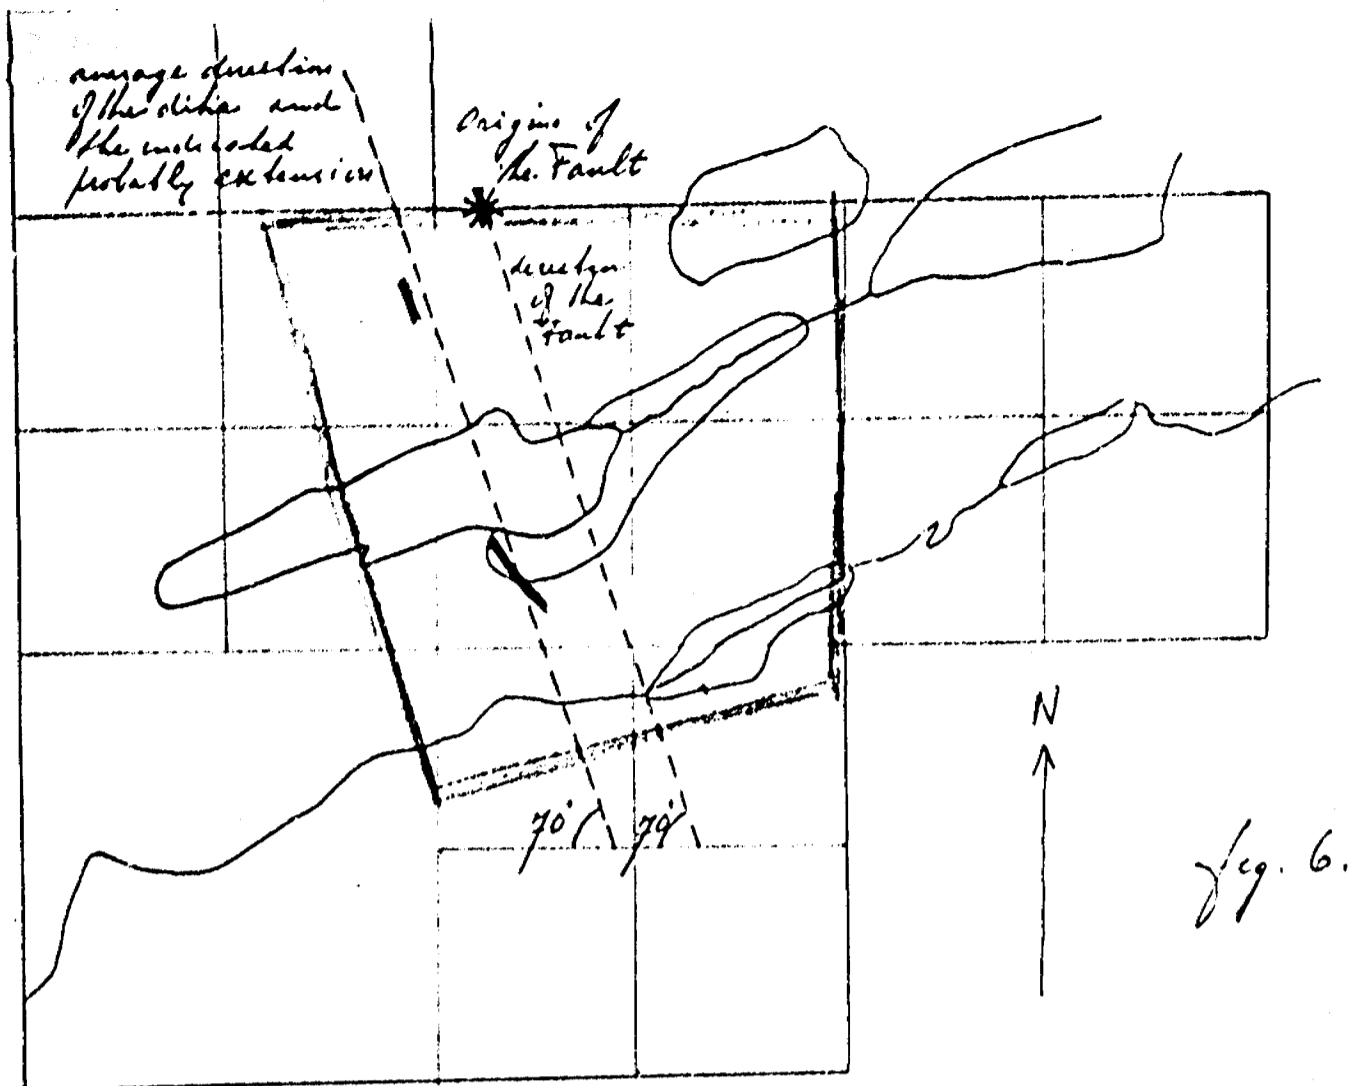 average direction
of the dikes and
the indicated
probably extension
Origins of
the Fault
direction
of the
Fault
70°
70°
N
fig. 6.